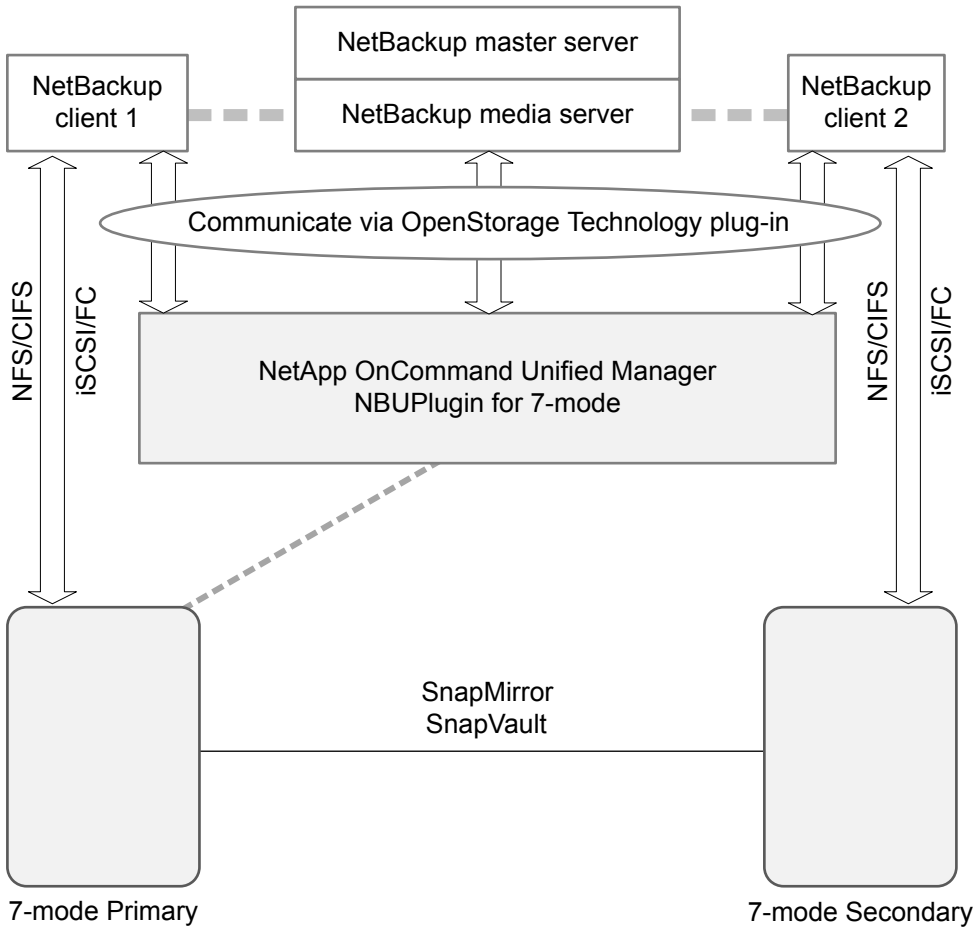 NetBackup master server
NetBackup
client 1
NetBackup media server
NetBackup
client 2
Communicate via OpenStorage Technology plug-in
NFS/CIFS
iSCSI/FC
NFS/CIFS
iSCSI/FC
NetApp OnCommand Unified Manager
NBUPlugin for 7-mode
SnapMirror
SnapVault
7-mode Primary
7-mode Secondary